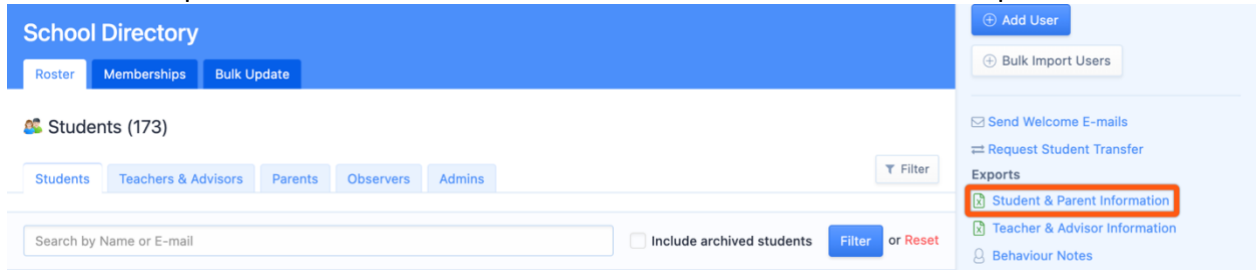 School Directory
Roster Memberships Bulk Update
Students (173)
Students Teachers & Advisors Parents Observers Admins Filter
Search by Name or E-mail Include archived students Filter or Reset
Add User
Bulk Import Users
Send Welcome E-mails
Request Student Transfer
Exports
Student & Parent Information
Teacher & Advisor Information
Behaviour Notes